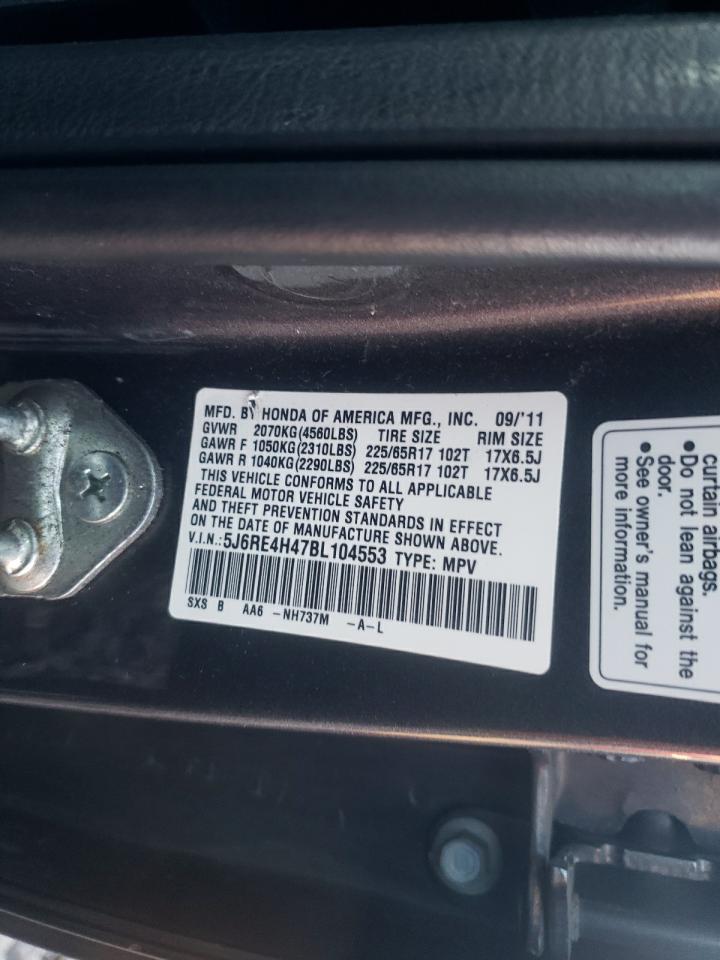 MFD. BY HONDA OF AMERICA MFG., INC. 09/'11
GVWR 2070KG(4560LBS) TIRE SIZE RIM SIZE
GAWR F 1050KG(2310LBS) 225/65R17 102T 17X6.5J
GAWR R 1040KG(2290LBS) 225/65R17 102T 17X6.5J
THIS VEHICLE CONFORMS TO ALL APPLICABLE
FEDERAL MOTOR VEHICLE SAFETY
AND THEFT PREVENTION STANDARDS IN EFFECT
ON THE DATE OF MANUFACTURE SHOWN ABOVE.
V.I.N.: 5J6RE4H47BL104553 TYPE: MPV
SXS B AA6 -NH737M -A-L
curtain airbags.
• Do not lean against the
door.
• See owner's manual for
more information.